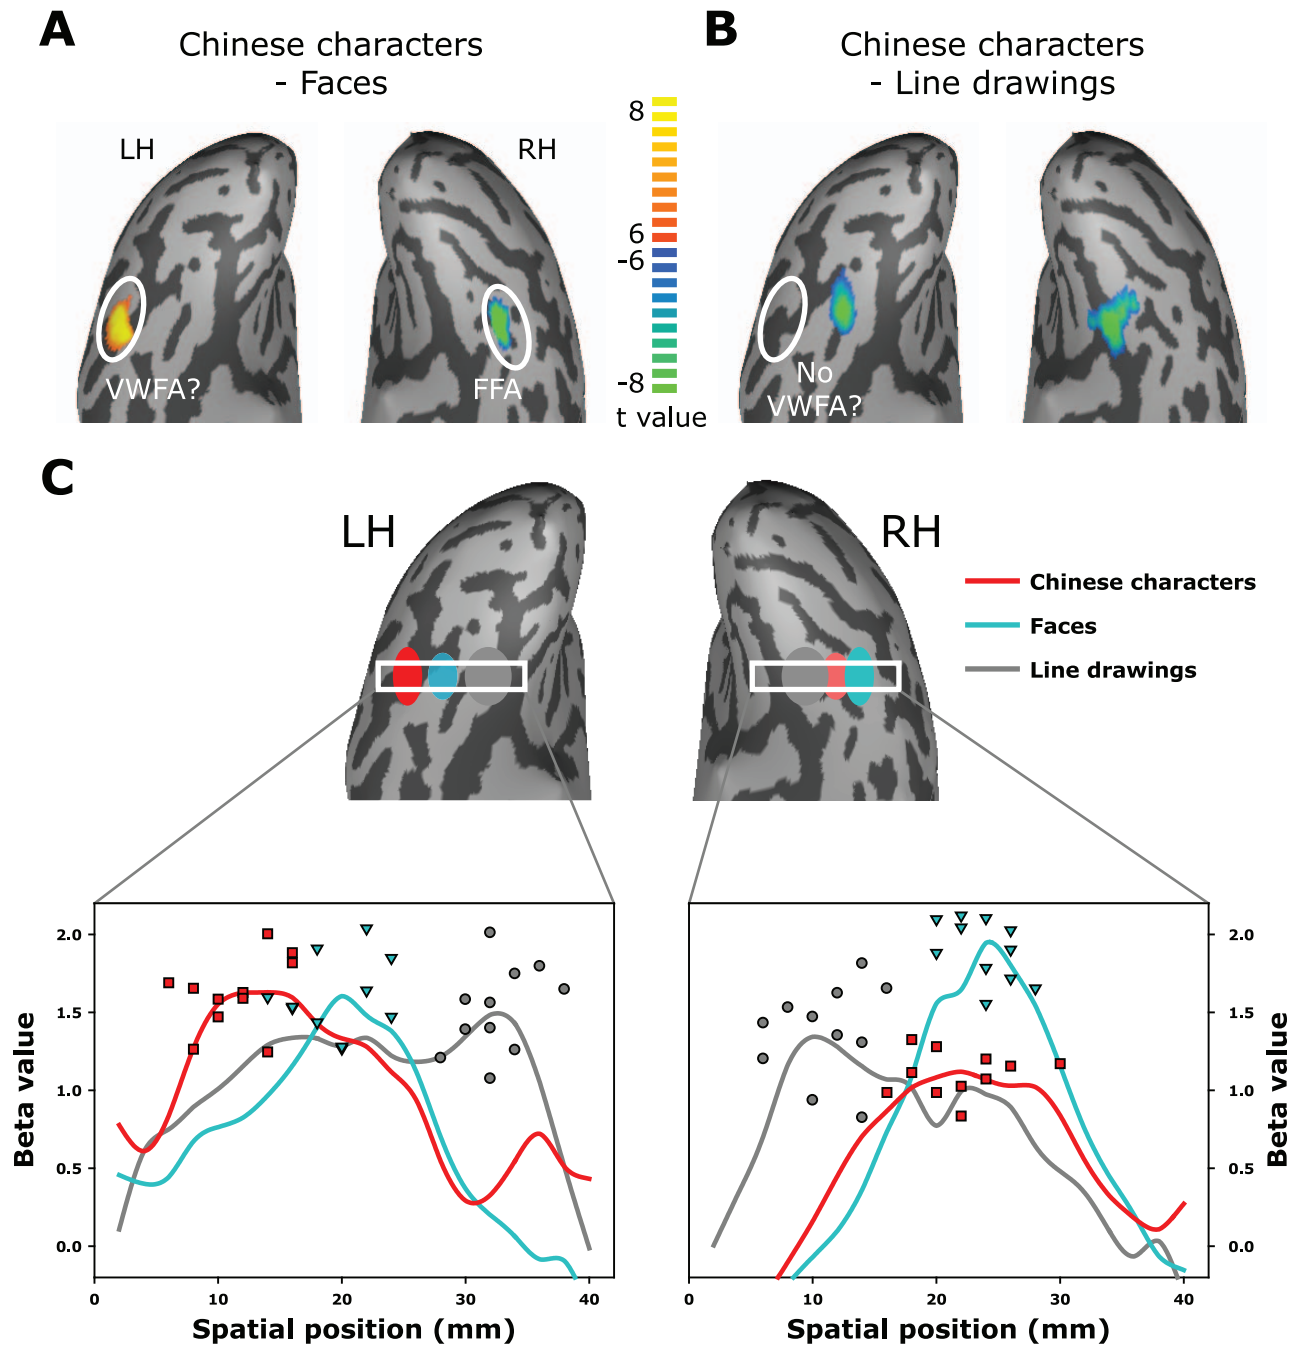 A
Chinese characters
- Faces
B
Chinese characters
- Line drawings
LH
RH
8
6
-6
-8
t value
VWFA?
FFA
No
VWFA?
C
LH
RH
Chinese characters
Faces
Line drawings
Beta value
2.0
1.5
1.0
0.5
0.0
0
10
20
30
40
Spatial position (mm)
0
10
20
30
40
Spatial position (mm)
2.0
1.5
1.0
0.5
0.0
Beta value